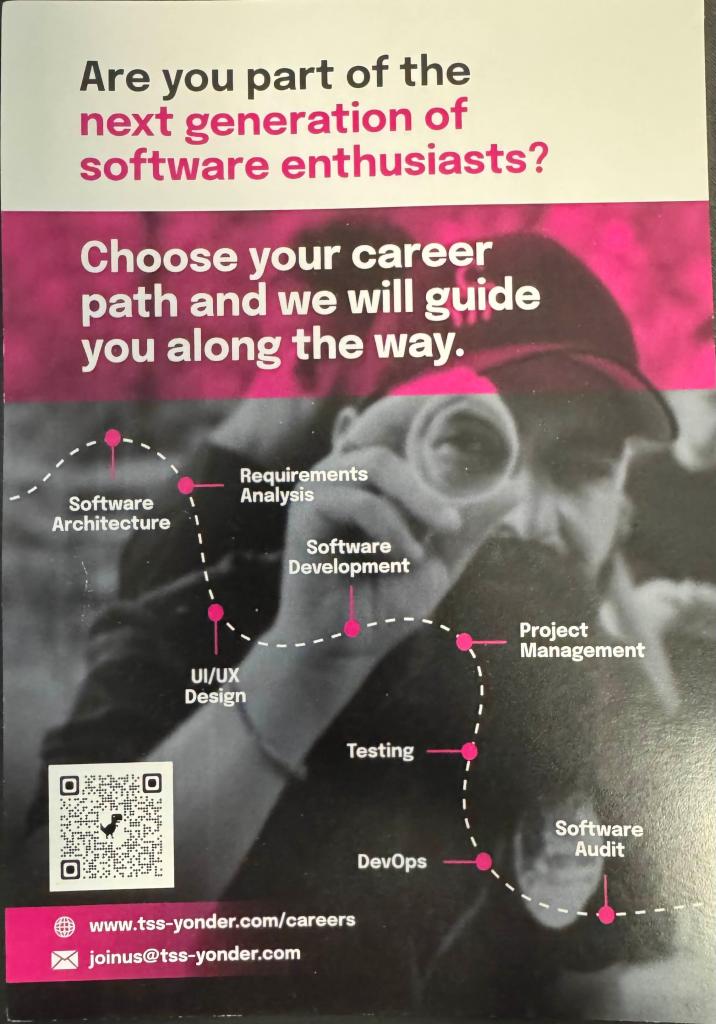 Are you part of the
next generation of
software enthusiasts?
Choose your career
path and we will guide
you along the way.
Software
Architecture
Requirements
Analysis
Software
Development
UI/UX
Design
Project
Management
Testing
DevOps
Software
Audit
www.tss-yonder.com/careers
joinus@tss-yonder.com